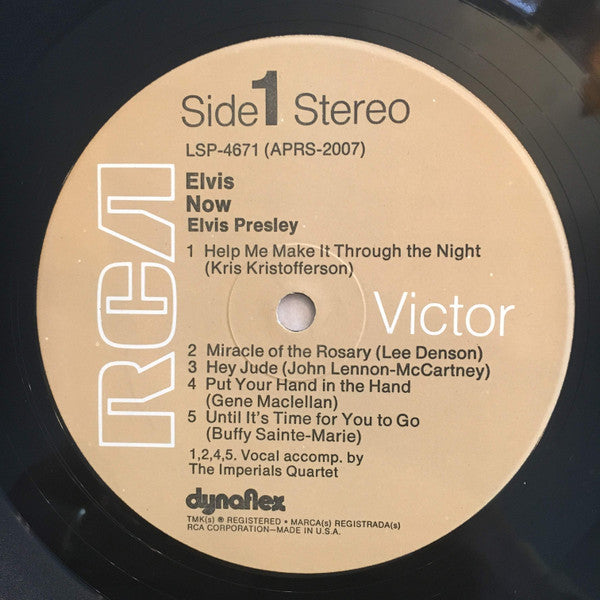 Side 1 Stereo
LSP-4671 (APRS-2007)
Elvis
Now
Elvis Presley
1 Help Me Make It Through the Night
(Kris Kristofferson)
RCA
Victor
2 Miracle of the Rosary (Lee Denson)
3 Hey Jude (John Lennon-McCartney)
4 Put Your Hand in the Hand
(Gene Maclellan)
5 Until It's Time for You to Go
(Buffy Sainte-Marie)
1,2,4,5. Vocal accomp. by
The Imperials Quartet
dynaflex
TMK(s) ® REGISTERED • MARCA(s) REGISTRADA(s)
RCA CORPORATION—MADE IN U.S.A.